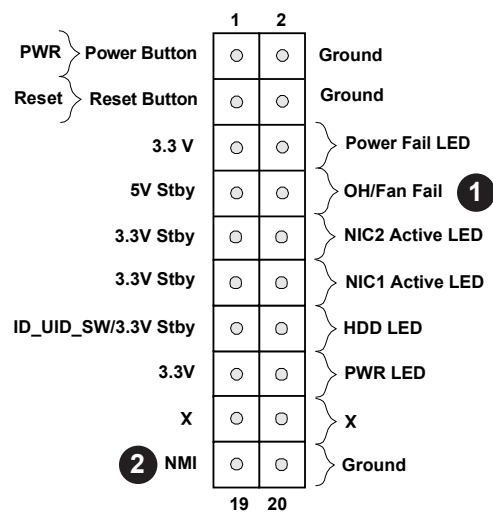 1 2
PWR Power Button Ground
Reset Reset Button Ground
3.3 V Power Fail LED
5V Stby OH/Fan Fail 1
3.3V Stby NIC2 Active LED
3.3V Stby NIC1 Active LED
ID_UID_SW/3.3V Stby HDD LED
3.3V PWR LED
X X
2 NMI Ground
19 20